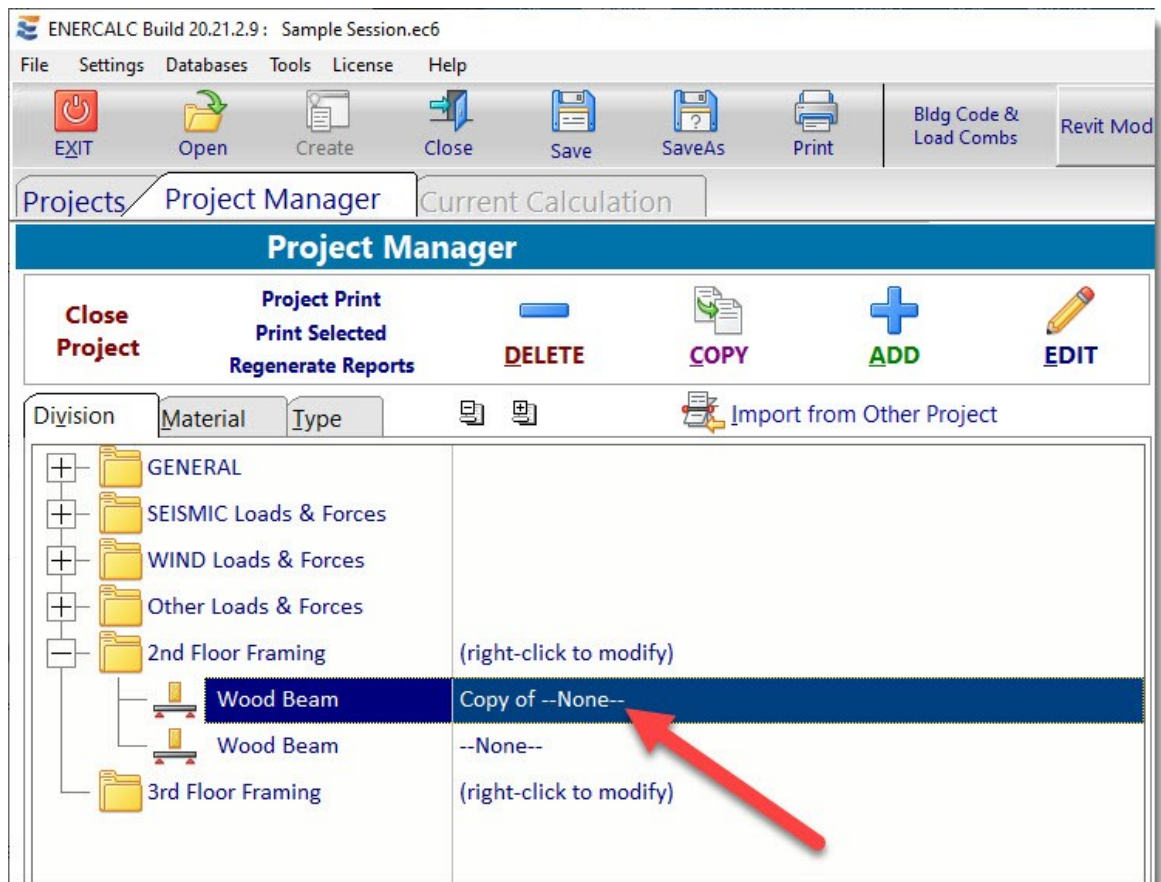 ENERCALC Build 20.21.2.9 : Sample Session.ec6
File Settings Databases Tools License Help
EXIT Open Create Close Save SaveAs Print Bldg Code & Load Combs Revit Mod
Projects Project Manager Current Calculation
Project Manager
Close Project
Project Print
Print Selected
Regenerate Reports
DELETE COPY ADD EDIT
Division Material Type Import from Other Project
GENERAL
SEISMIC Loads & Forces
WIND Loads & Forces
Other Loads & Forces
2nd Floor Framing (right-click to modify)
Wood Beam Copy of --None--
Wood Beam --None--
3rd Floor Framing (right-click to modify)